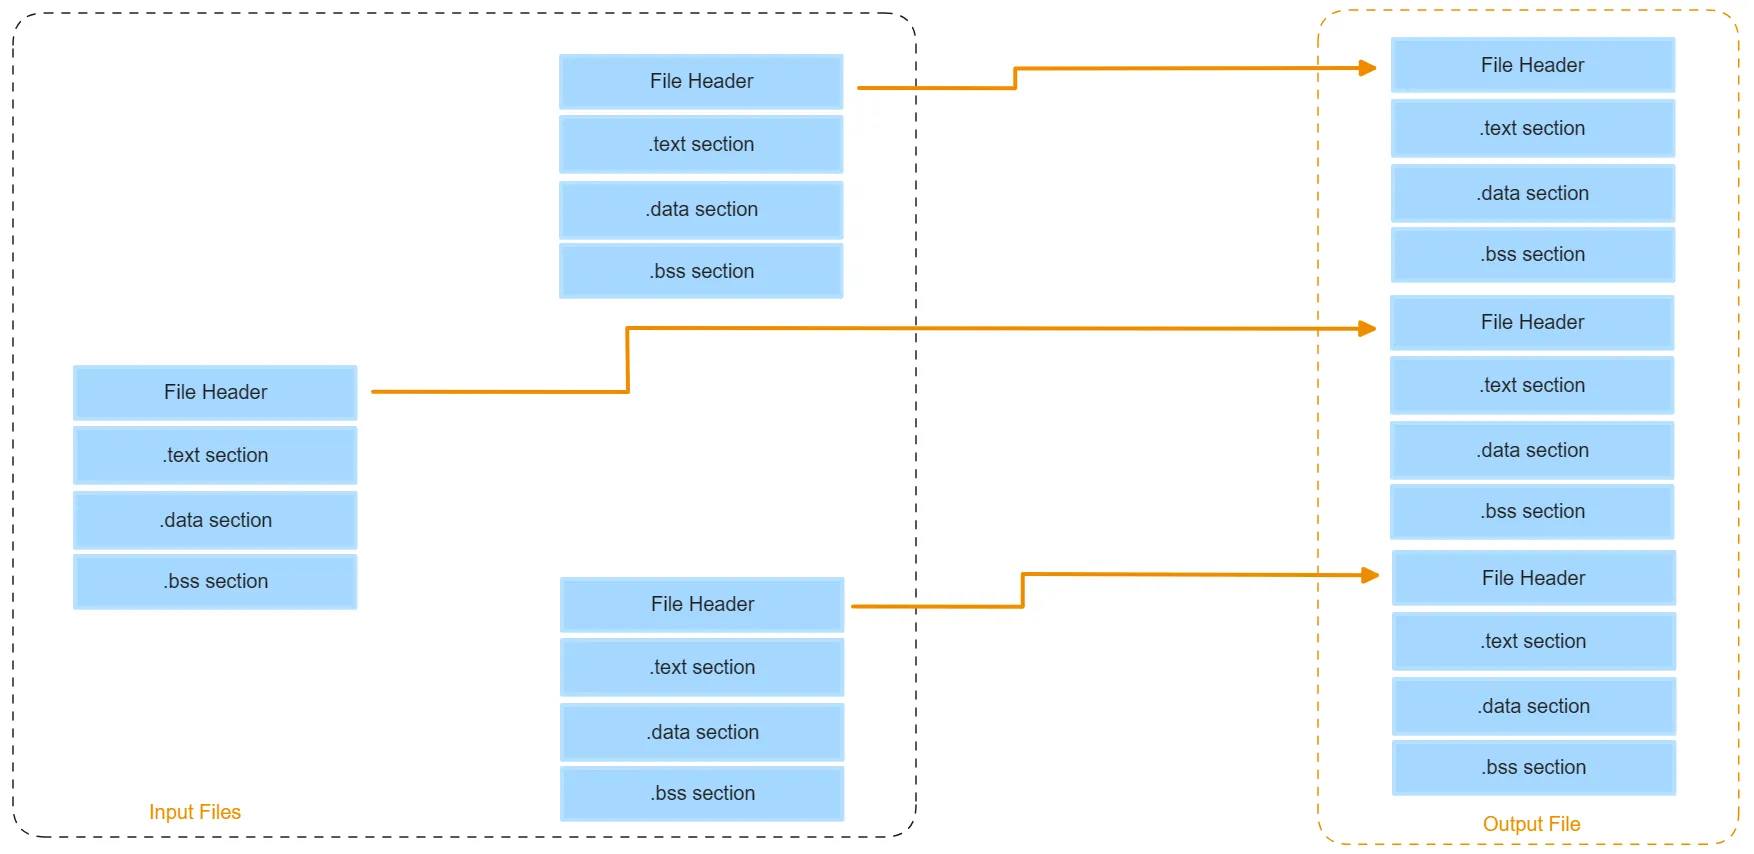 File Header
.text section
.data section
.bss section
File Header
.text section
.data section
.bss section
File Header
.text section
.data section
.bss section
Input Files
File Header
.text section
.data section
.bss section
File Header
.text section
.data section
.bss section
File Header
.text section
.data section
.bss section
Output File